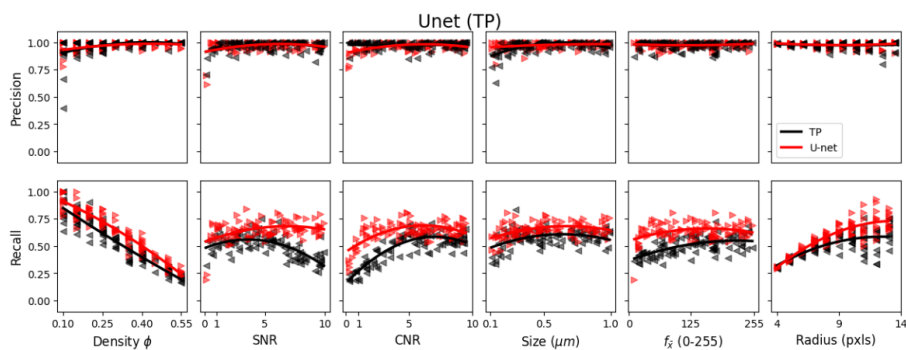 Unet (TP)
Precision
1.00
0.75
0.50
0.25
0.00
TP
U-net
Recall
1.00
0.75
0.50
0.25
0.00
0.10 0.25 0.40 0.55
Density ϕ
0 1 5 10
SNR
0 1 5 10
CNR
0.1 0.5 1.0
Size (μm)
0 125 255
f_x̄ (0-255)
4 9 14
Radius (pxls)